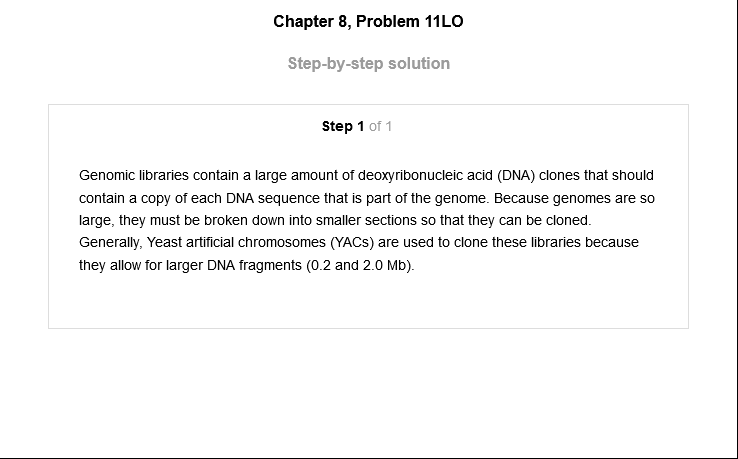 Chapter 8, Problem 11LO
Step-by-step solution
Step 1 of 1
Genomic libraries contain a large amount of deoxyribonucleic acid (DNA) clones that should
contain a copy of each DNA sequence that is part of the genome. Because genomes are so
large, they must be broken down into smaller sections so that they can be cloned.
Generally, Yeast artificial chromosomes (YACs) are used to clone these libraries because
they allow for larger DNA fragments (0.2 and 2.0 Mb).